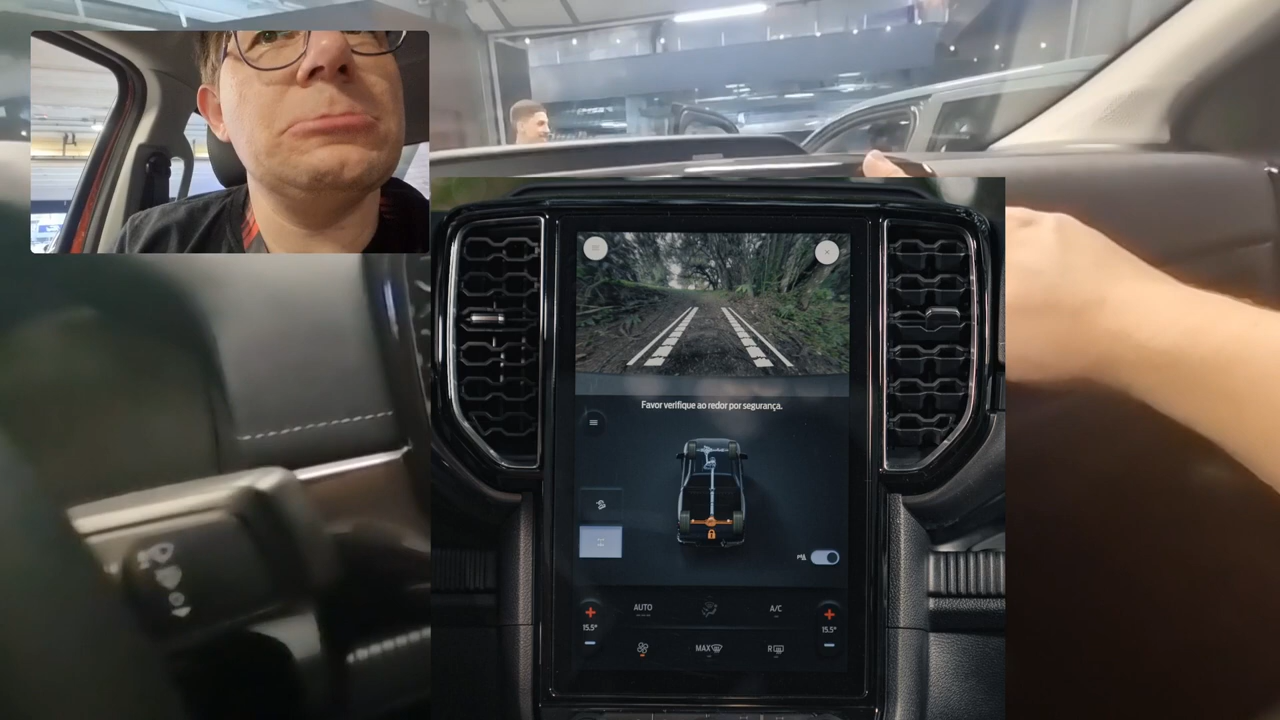 Favor verifique ao redor por segurança.
AUTO
A/C
15.5°
15.5°
MAX
R